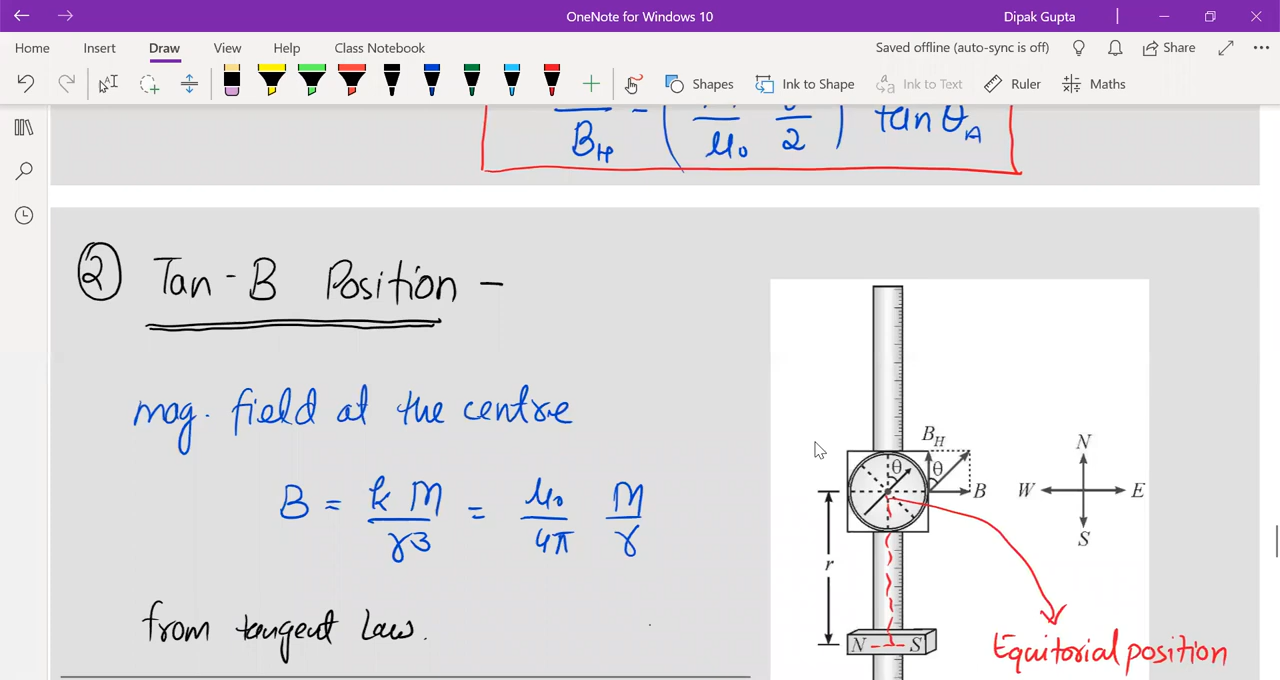 OneNote for Windows 10
Dipak Gupta
Home Insert Draw View Help Class Notebook
Saved offline (auto-sync is off) Share
Shapes Ink to Shape Ink to Text Ruler Maths
B_H = ( μ₀ 2 ) tan θ_A
② Tan - B Position -
mag. field at the centre
B = k M / r3 = μ₀ / 4π M / r
from tangent Law.
B_H
θ θ
B
r
N S
N
W E
S
Equitorial position